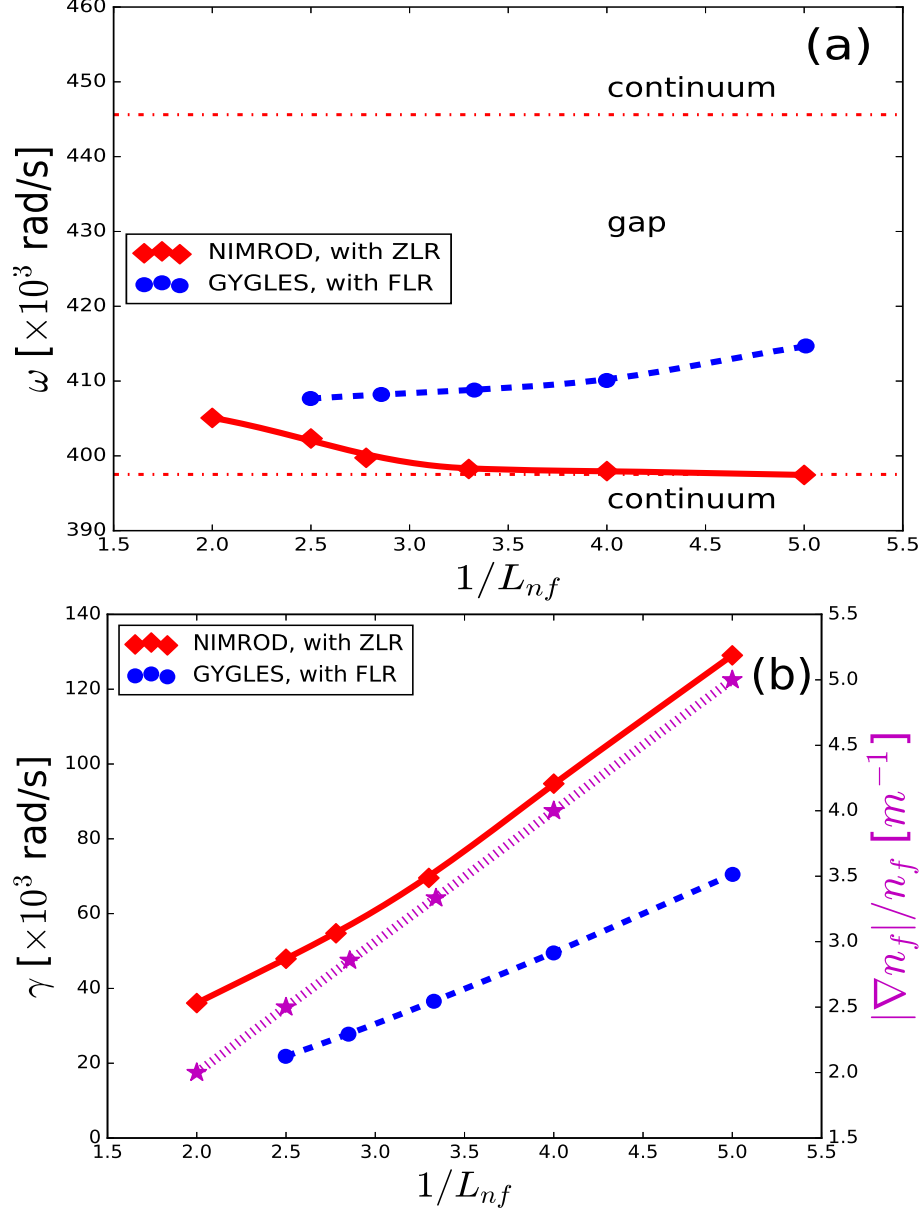 460
450
440
430
420
410
400
390
ω [×10³ rad/s]
(a)
continuum
gap
continuum
NIMROD, with ZLR
GYGLES, with FLR
1.5 2.0 2.5 3.0 3.5 4.0 4.5 5.0 5.5
1/L_{nf}
140
120
100
80
60
40
20
0
γ [×10³ rad/s]
NIMROD, with ZLR
GYGLES, with FLR
(b)
5.5
5.0
4.5
4.0
3.5
3.0
2.5
2.0
1.5
|∇n_f|/n_f [m⁻¹]
1.5 2.0 2.5 3.0 3.5 4.0 4.5 5.0 5.5
1/L_{nf}